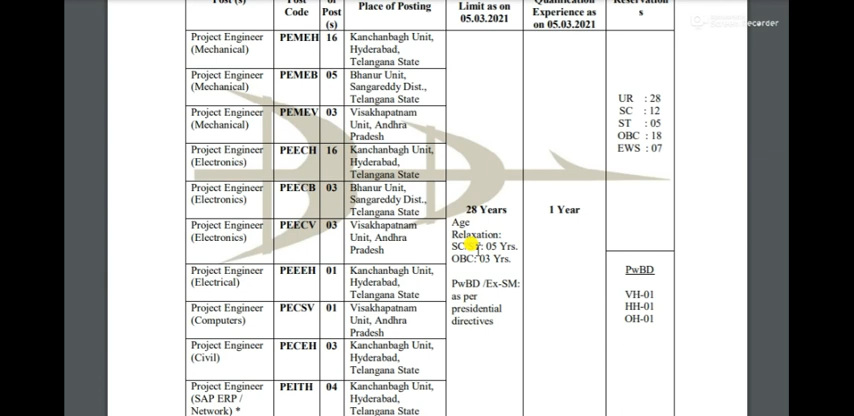 Post (s) Post Code of Post (s) Place of Posting Limit as on 05.03.2021 Qualification Experience as on 05.03.2021 Reservation s
Project Engineer (Mechanical) PEMEH 16 Kanchanbagh Unit, Hyderabad, Telangana State
Project Engineer (Mechanical) PEMEB 05 Bhanur Unit, Sangareddy Dist., Telangana State
Project Engineer (Mechanical) PEMEV 03 Visakhapatnam Unit, Andhra Pradesh
Project Engineer (Electronics) PEECH 16 Kanchanbagh Unit, Hyderabad, Telangana State
Project Engineer (Electronics) PEECB 03 Bhanur Unit, Sangareddy Dist., Telangana State
Project Engineer (Electronics) PEECV 03 Visakhapatnam Unit, Andhra Pradesh
Project Engineer (Electrical) PEEEH 01 Kanchanbagh Unit, Hyderabad, Telangana State
Project Engineer (Computers) PECSV 01 Visakhapatnam Unit, Andhra Pradesh
Project Engineer (Civil) PECEH 03 Kanchanbagh Unit, Hyderabad, Telangana State
Project Engineer (SAP ERP / Network) * PEITH 04 Kanchanbagh Unit, Hyderabad, Telangana State
28 Years
Age
Relaxation:
SC/ST: 05 Yrs.
OBC: 03 Yrs.
PwBD /Ex-SM:
as per
presidential
directives
1 Year
UR : 28
SC : 12
ST : 05
OBC : 18
EWS : 07
PwBD
VH-01
HH-01
OH-01